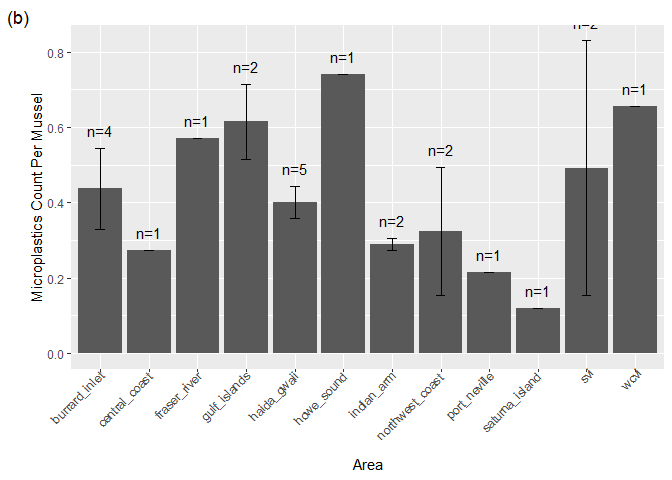 (b)
Microplastics Count Per Mussel
0.8
0.6
0.4
0.2
0.0
n=4
n=1
n=1
n=2
n=5
n=1
n=2
n=2
n=1
n=1
n=2
n=1
burrard_inlet
central_coast
fraser_river
gulf_islands
haida_gwaii
howe_sound
indian_arm
northwest_coast
port_neville
saturna_island
svi
wcvi
Area